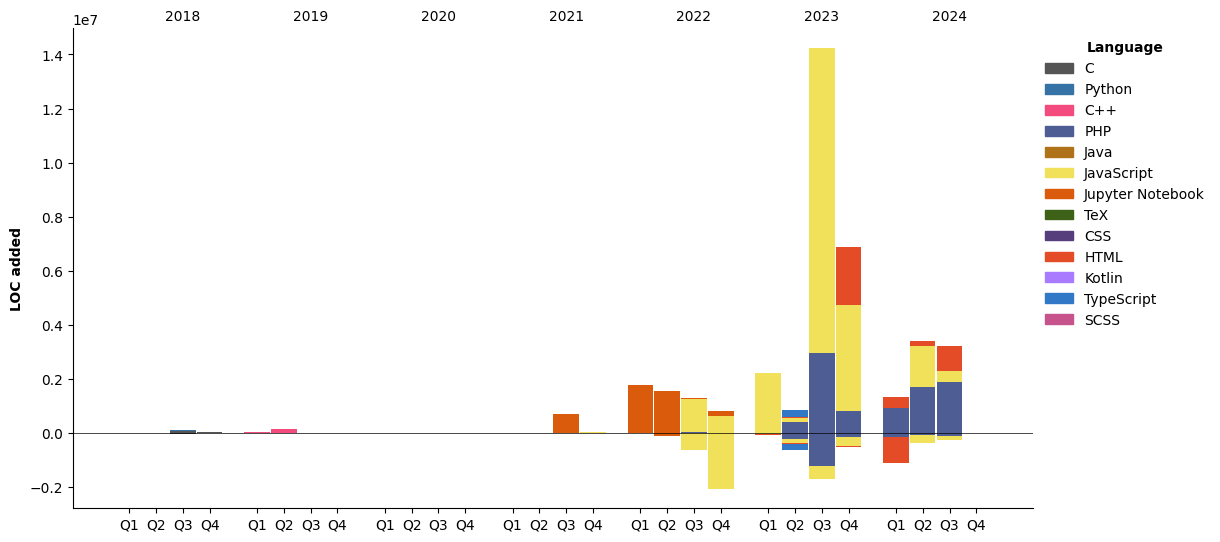 1e7
2018 2019 2020 2021 2022 2023 2024
LOC added
1.4
1.2
1.0
0.8
0.6
0.4
0.2
0.0
−0.2
Q1 Q2 Q3 Q4 Q1 Q2 Q3 Q4 Q1 Q2 Q3 Q4 Q1 Q2 Q3 Q4 Q1 Q2 Q3 Q4 Q1 Q2 Q3 Q4 Q1 Q2 Q3 Q4
Language
C
Python
C++
PHP
Java
JavaScript
Jupyter Notebook
TeX
CSS
HTML
Kotlin
TypeScript
SCSS